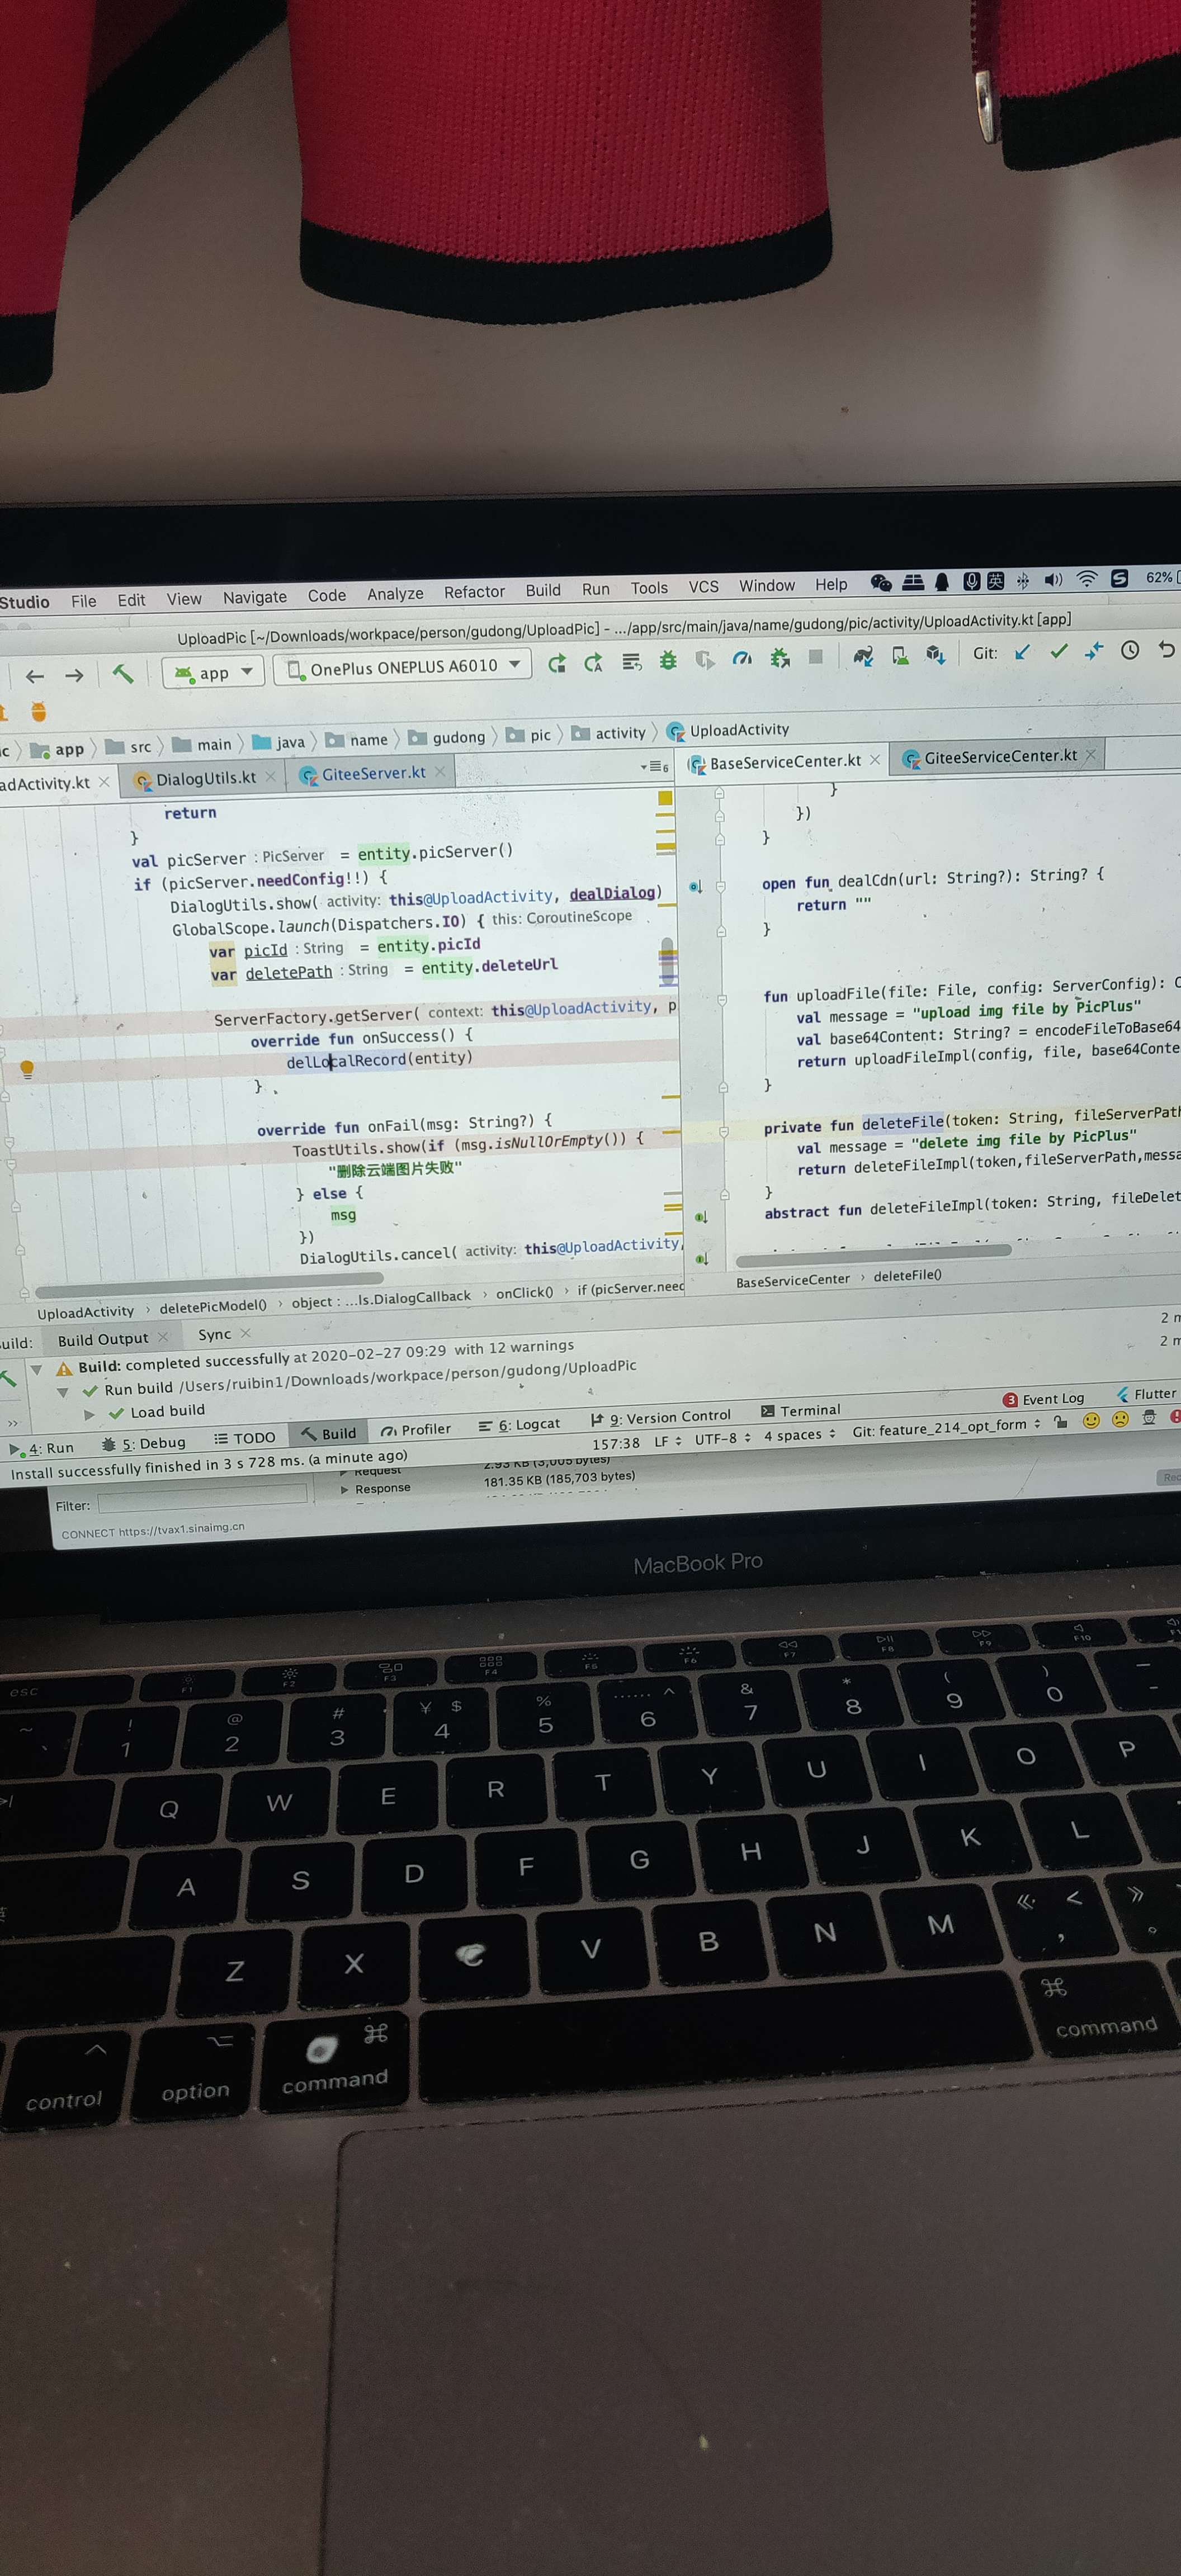 Studio File Edit View Navigate Code Analyze Refactor Build Run Tools VCS Window Help 英 62%
UploadPic [~/Downloads/workpace/person/gudong/UploadPic] - .../app/src/main/java/name/gudong/pic/activity/UploadActivity.kt [app]
app OnePlus ONEPLUS A6010 Git:
app src main java name gudong pic activity UploadActivity
adActivity.kt DialogUtils.kt GiteeServer.kt 6
return
}
val picServer : PicServer = entity.picServer()
if (picServer.needConfig!!) {
DialogUtils.show( activity: this@UploadActivity, dealDialog)
GlobalScope.launch(Dispatchers.IO) { this: CoroutineScope
var picId : String = entity.picId
var deletePath : String = entity.deleteUrl
ServerFactory.getServer( context: this@UploadActivity, p
override fun onSuccess() {
delLocalRecord(entity)
}
override fun onFail(msg: String?) {
ToastUtils.show(if (msg.isNullOrEmpty()) {
"删除云端图片失败"
} else {
msg
})
DialogUtils.cancel( activity: this@UploadActivity,
UploadActivity › deletePicModel() › object : ...ls.DialogCallback › onClick() › if (picServer.need
BaseServiceCenter.kt GiteeServiceCenter.kt
}
})
}
open fun dealCdn(url: String?): String? {
return ""
}
fun uploadFile(file: File, config: ServerConfig): C
val message = "upload img file by PicPlus"
val base64Content: String? = encodeFileToBase64
return uploadFileImpl(config, file, base64Conte
}
private fun deleteFile(token: String, fileServerPath
val message = "delete img file by PicPlus"
return deleteFileImpl(token,fileServerPath,messa
}
abstract fun deleteFileImpl(token: String, fileDelet
BaseServiceCenter › deleteFile()
uild: Build Output Sync
Build: completed successfully at 2020-02-27 09:29 with 12 warnings 2 m
Run build /Users/ruibin1/Downloads/workpace/person/gudong/UploadPic 2 m
Load build
4: Run 5: Debug TODO Build Profiler 6: Logcat 9: Version Control Terminal 3 Event Log Flutter
Install successfully finished in 3 s 728 ms. (a minute ago) 157:38 LF UTF-8 4 spaces Git: feature_214_opt_form
Request 2.93 KB (3,005 bytes)
Response 181.35 KB (185,703 bytes)
Filter:
CONNECT https://tvax1.sinaimg.cn
MacBook Pro
esc F1 F2 F3 F4 F5 F6 F7 F8 F9 F10
~ ! @ # ¥ $ % …… ^ & * ( ) —
` 1 2 3 4 5 6 7 8 9 0 -
Q W E R T Y U I O P
A S D F G H J K L
英
Z X C V B N M « < »
, 。
control option command command